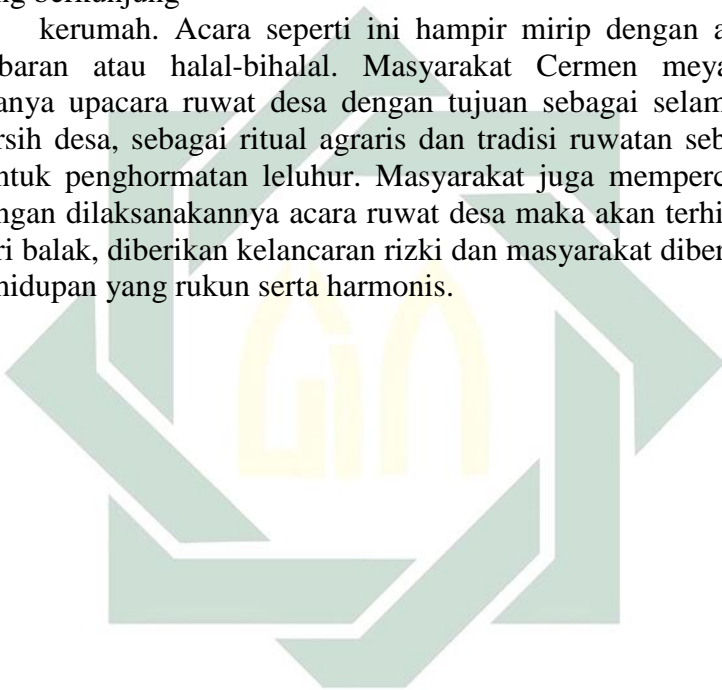 ng berkunjung
kerumah. Acara seperti ini hampir mirip dengan a
baran atau halal-bihalal. Masyarakat Cermen meya
anya upacara ruwat desa dengan tujuan sebagai selam
rsih desa, sebagai ritual agraris dan tradisi ruwatan seb
ntuk penghormatan leluhur. Masyarakat juga memperc
ngan dilaksanakannya acara ruwat desa maka akan terhi
ri balak, diberikan kelancaran rizki dan masyarakat diber
hidupan yang rukun serta harmonis.